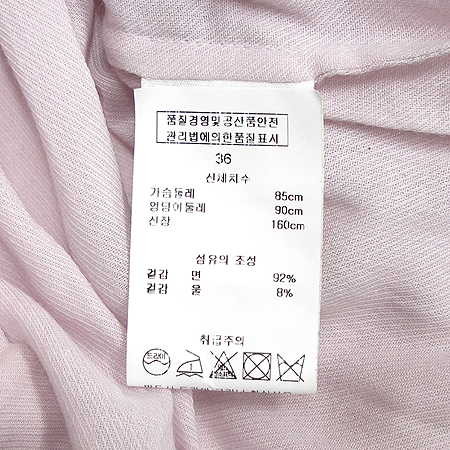 품질경영및공산품안전
관리법에의한품질표시
36
신체치수
가슴둘레 85cm
엉덩이둘레 90cm
신장 160cm
섬유의 조성
겉감 면 92%
겉감 울 8%
취급주의
드라이